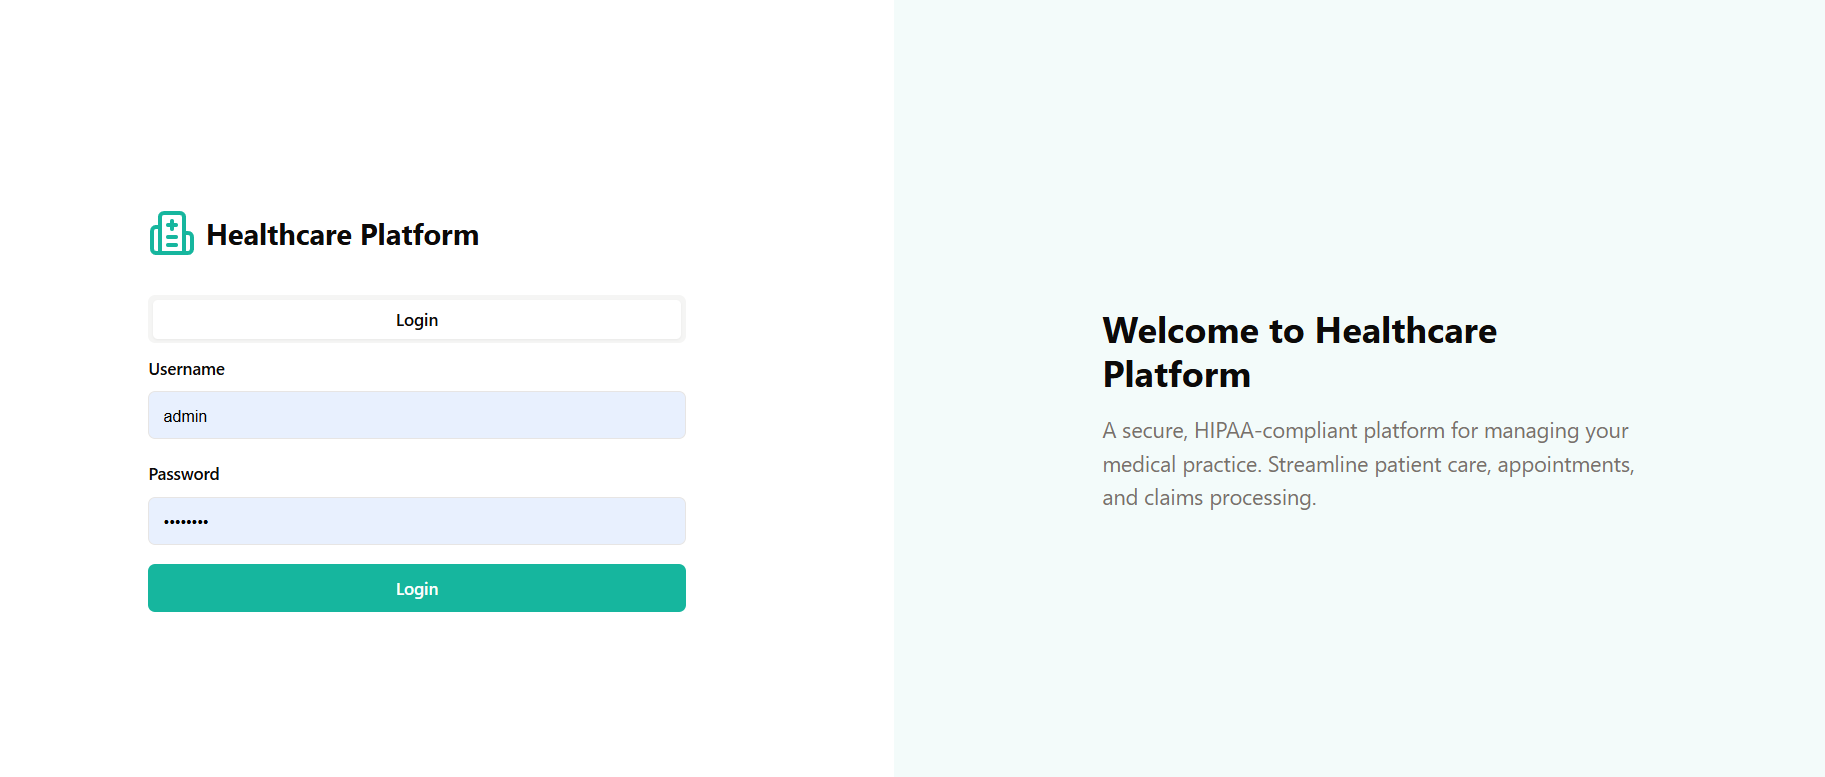 Healthcare Platform
Login
Username
admin
Password
••••••••
Login
Welcome to Healthcare
Platform
A secure, HIPAA-compliant platform for managing your
medical practice. Streamline patient care, appointments,
and claims processing.